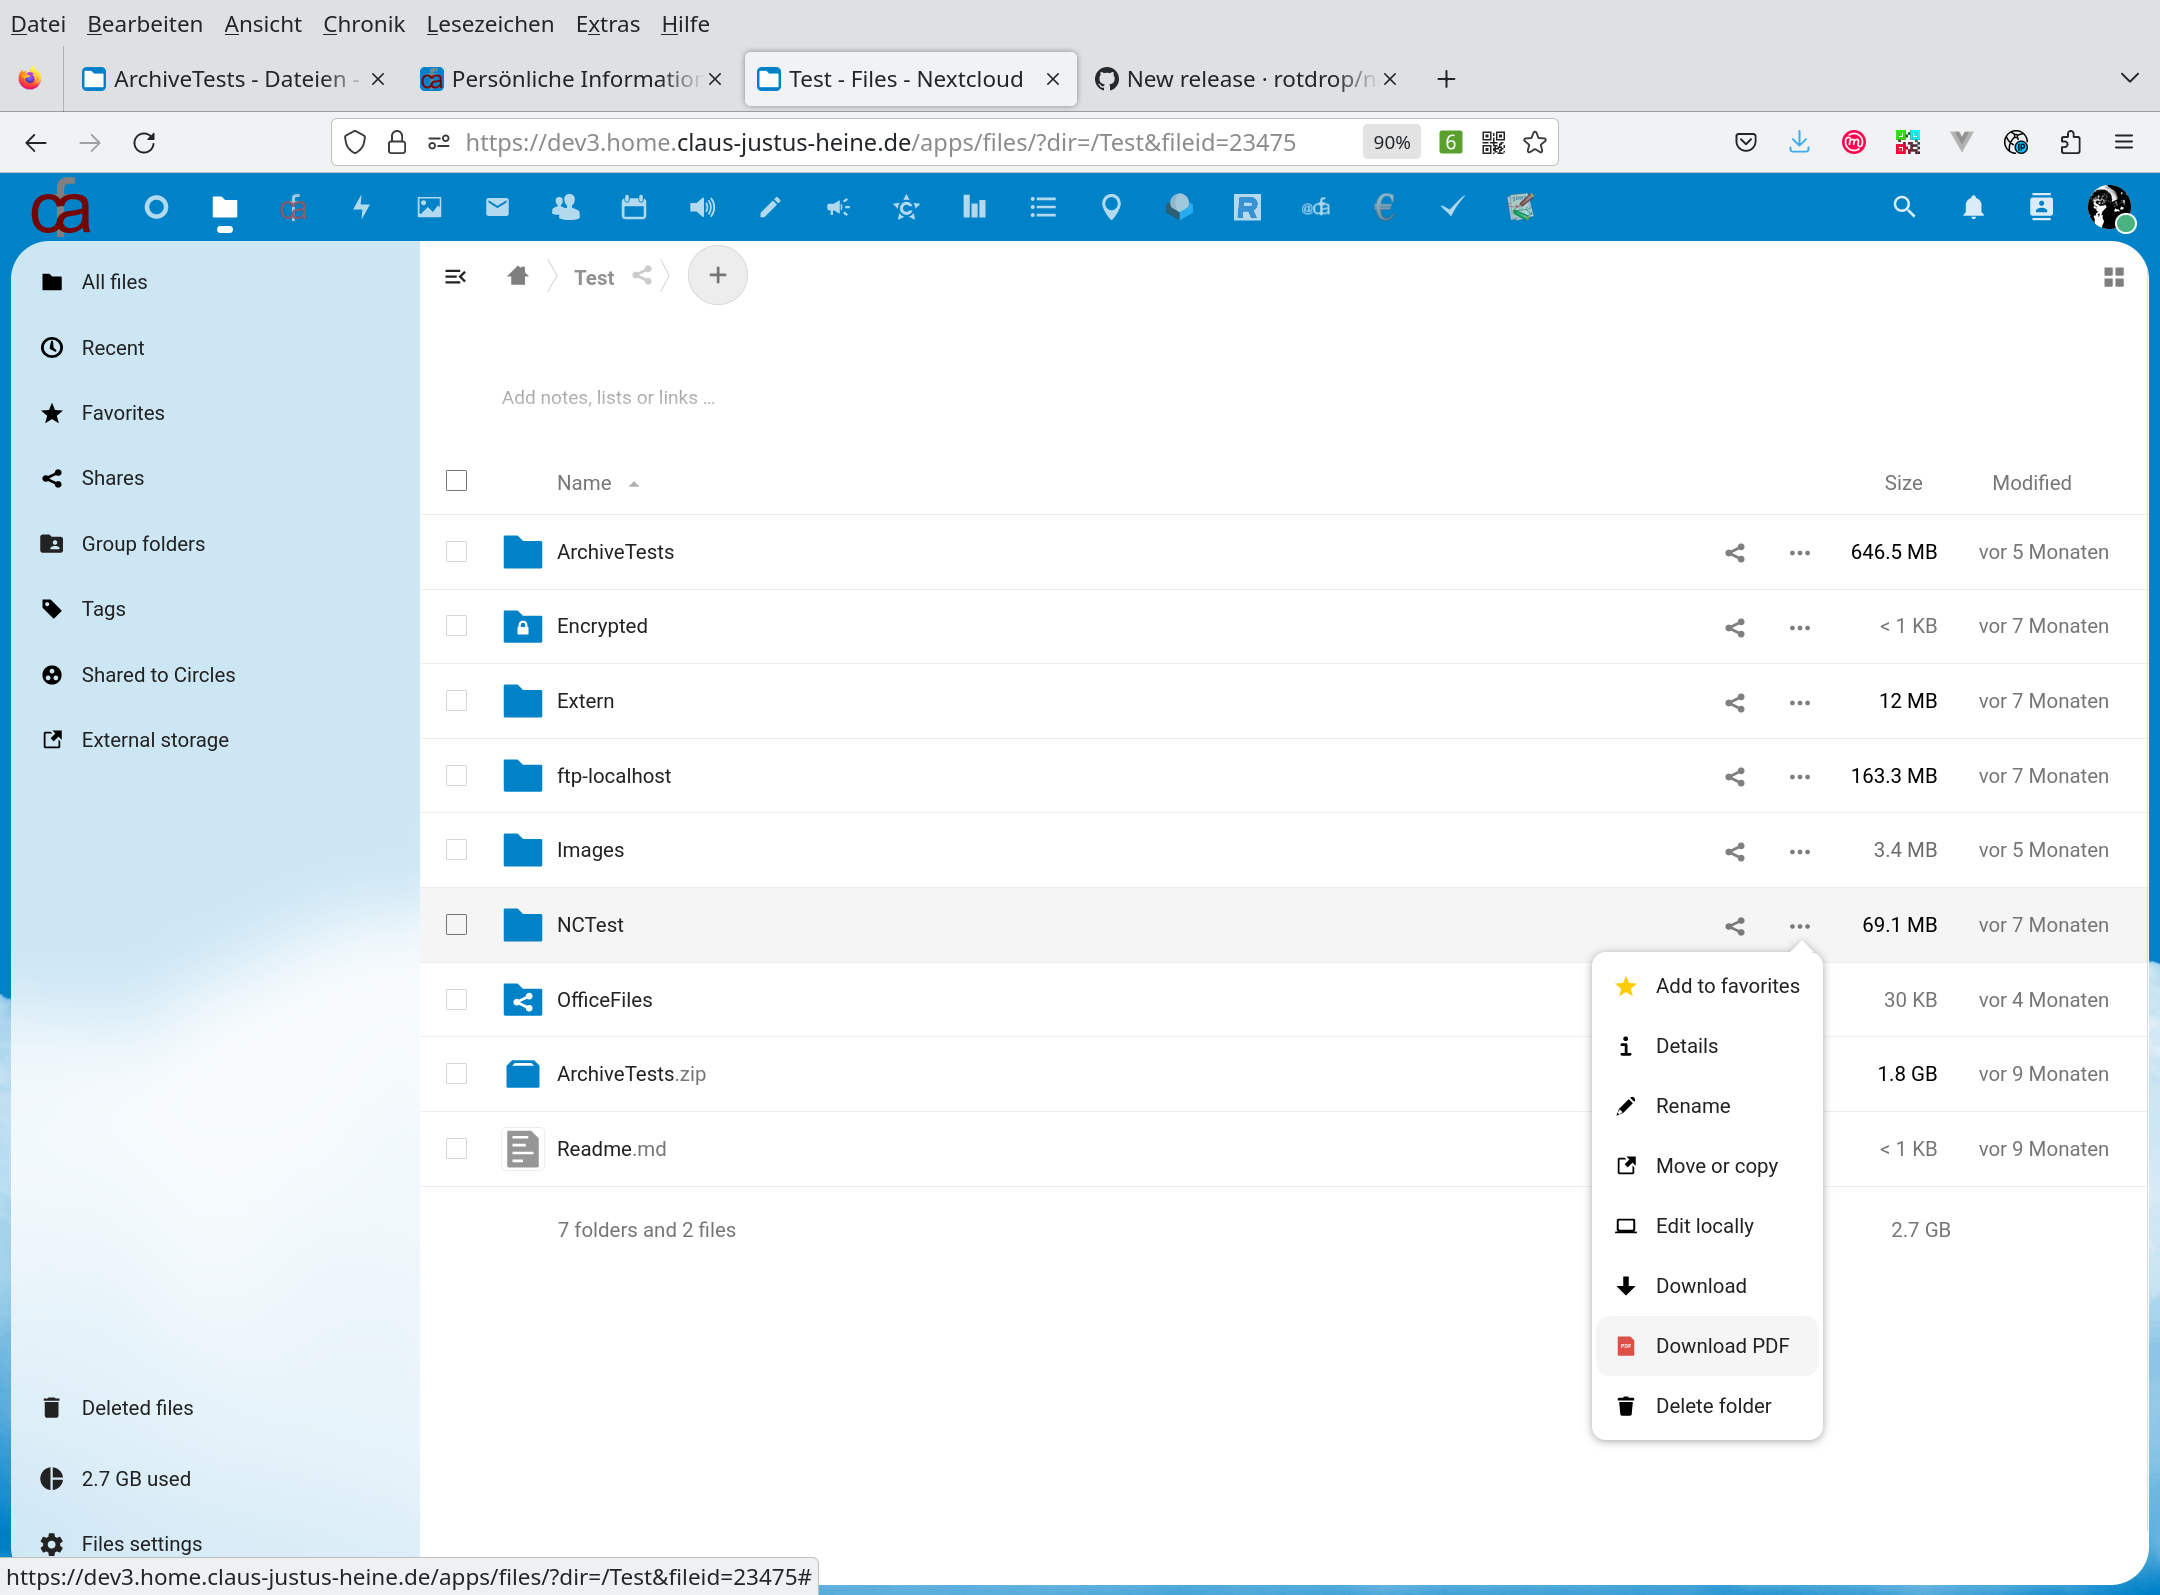 Datei Bearbeiten Ansicht Chronik Lesezeichen Extras Hilfe
ArchiveTests - Dateien - Persönliche Information Test - Files - Nextcloud New release · rotdrop/n
https://dev3.home.claus-justus-heine.de/apps/files/?dir=/Test&fileid=23475 90% 6
All files
Recent
Favorites
Shares
Group folders
Tags
Shared to Circles
External storage
Deleted files
2.7 GB used
Files settings
Test
Add notes, lists or links ...
Name Size Modified
ArchiveTests 646.5 MB vor 5 Monaten
Encrypted < 1 KB vor 7 Monaten
Extern 12 MB vor 7 Monaten
ftp-localhost 163.3 MB vor 7 Monaten
Images 3.4 MB vor 5 Monaten
NCTest 69.1 MB vor 7 Monaten
OfficeFiles 30 KB vor 4 Monaten
ArchiveTests.zip 1.8 GB vor 9 Monaten
Readme.md < 1 KB vor 9 Monaten
7 folders and 2 files 2.7 GB
Add to favorites
Details
Rename
Move or copy
Edit locally
Download
PDF Download PDF
Delete folder
https://dev3.home.claus-justus-heine.de/apps/files/?dir=/Test&fileid=23475#